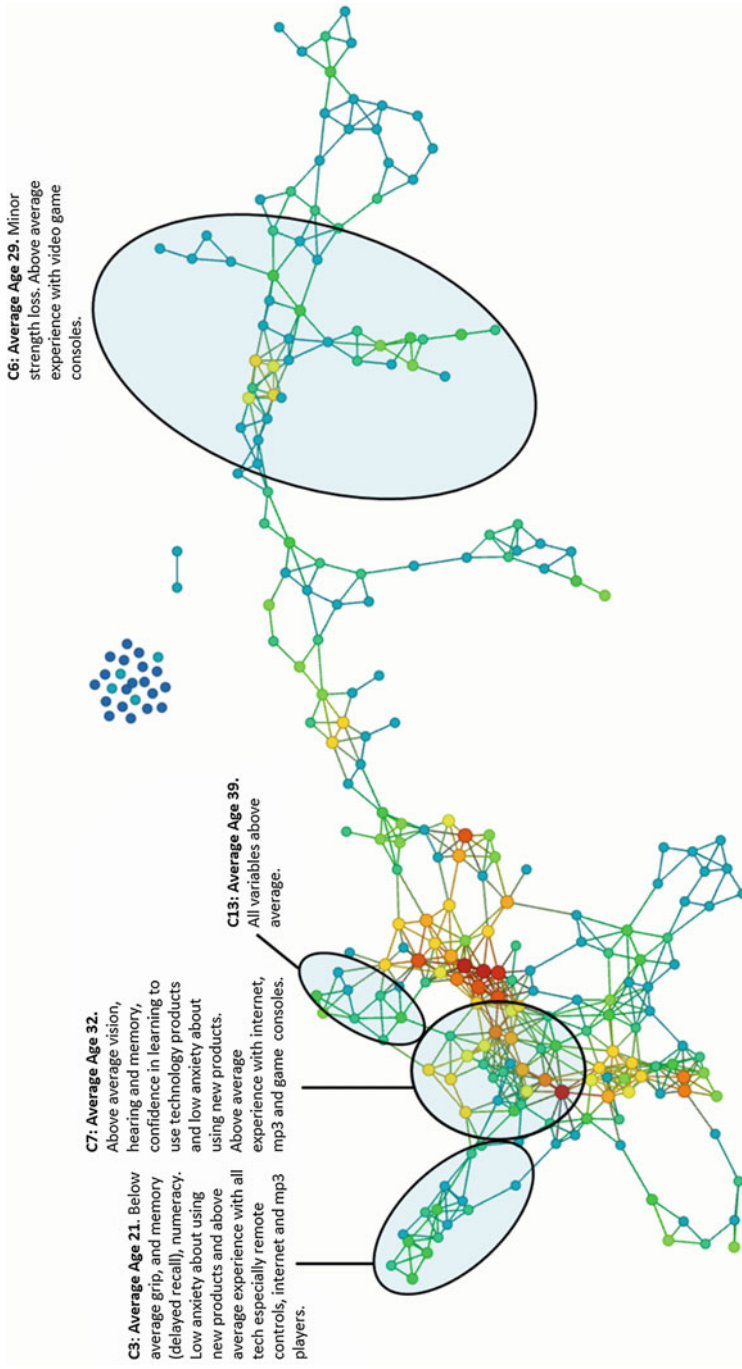 C3: Average Age 21. Below
average grip, and memory
(delayed recall), numeracy.
Low anxiety about using
new products and above
average experience with all
tech especially remote
controls, internet and mp3
players.
C7: Average Age 32.
Above average vision,
hearing and memory,
confidence in learning to
use technology products
and low anxiety about
using new products.
Above average
experience with internet,
mp3 and game consoles.
C13: Average Age 39.
All variables above
average.
C6: Average Age 29. Minor
strength loss. Above average
experience with video game
consoles.